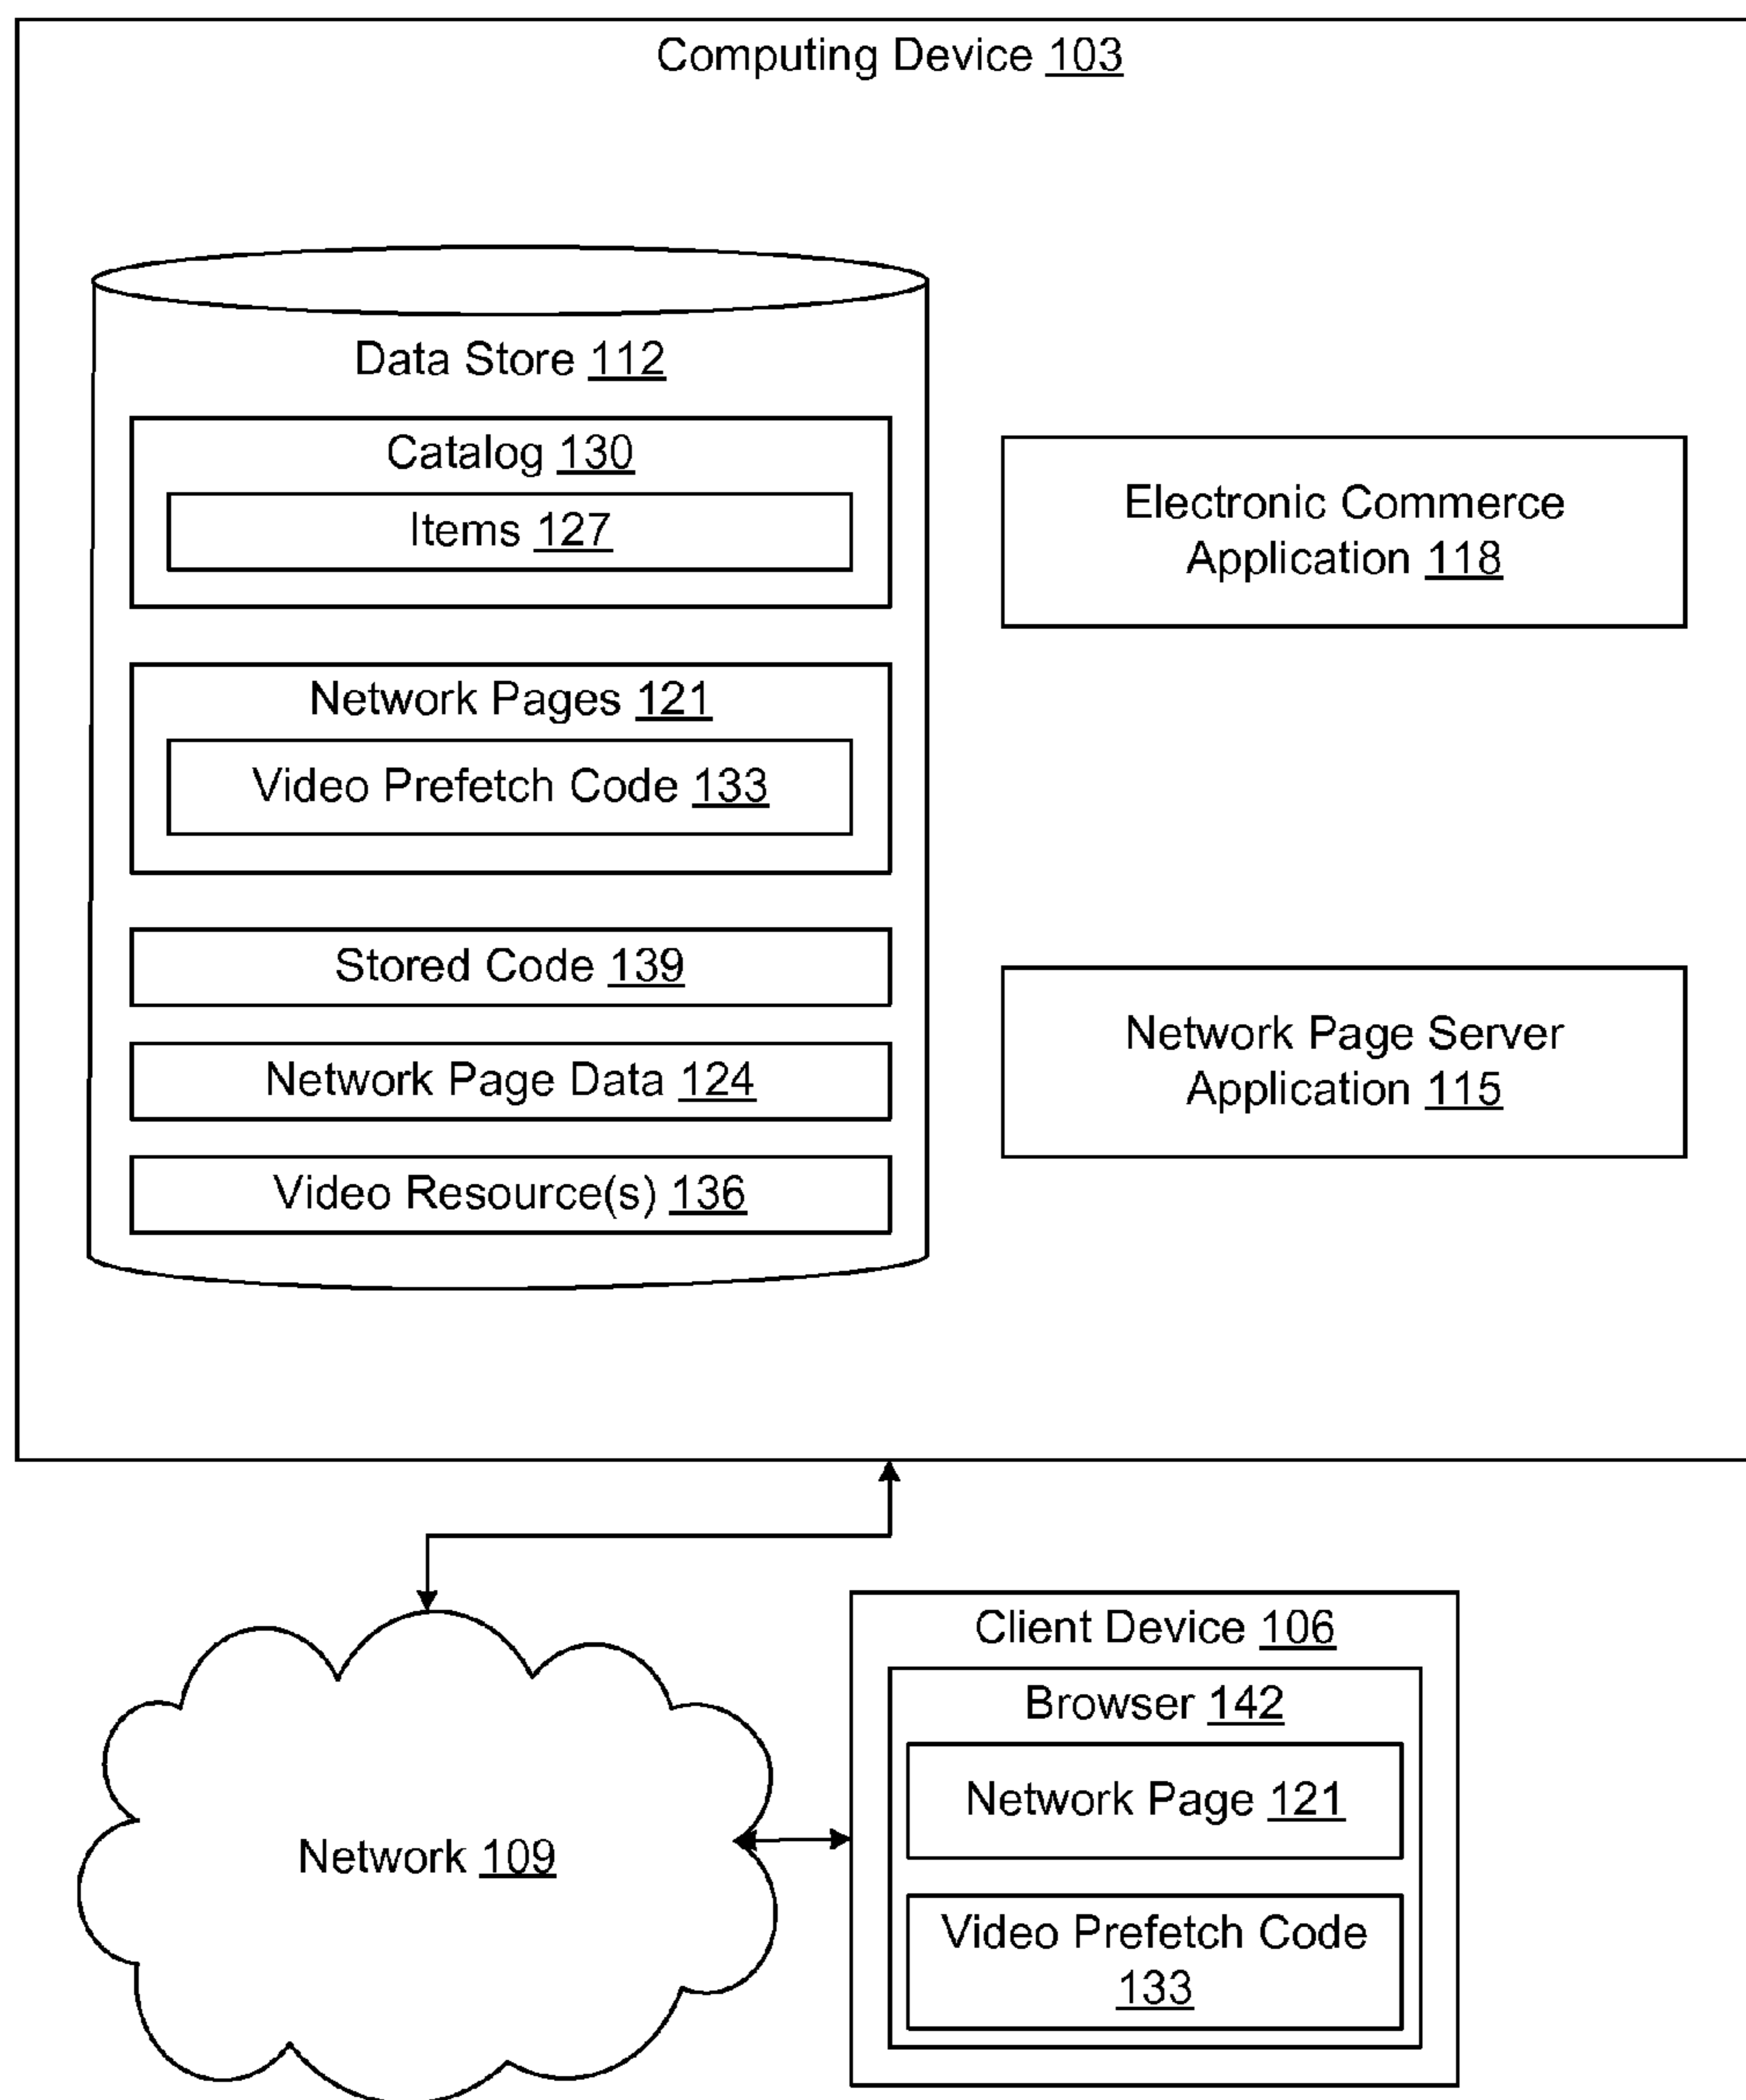 Computing Device 103
Data Store 112
Catalog 130
Items 127
Network Pages 121
Video Prefetch Code 133
Stored Code 139
Network Page Data 124
Video Resource(s) 136
Electronic Commerce
Application 118
Network Page Server
Application 115
Network 109
Client Device 106
Browser 142
Network Page 121
Video Prefetch Code
133